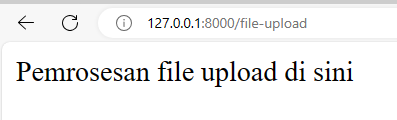 127.0.0.1:8000/file-upload
Pemrosesan file upload di sini